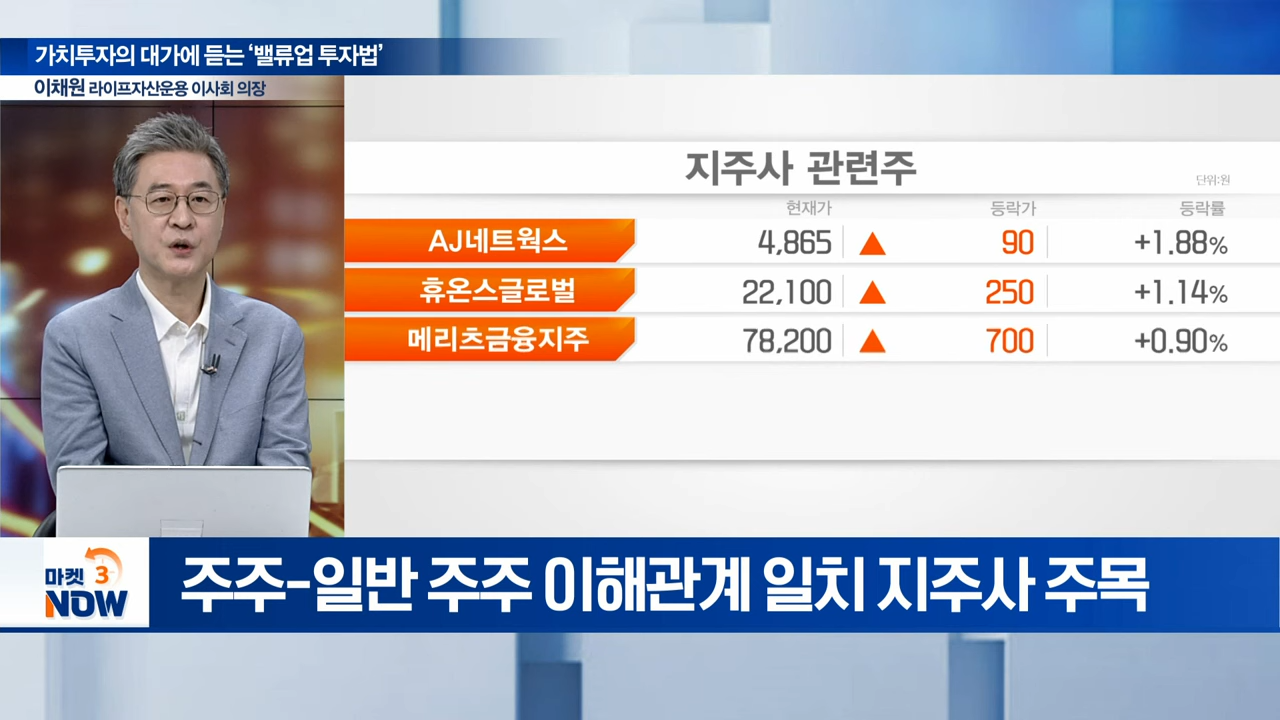 가치투자의 대가에 듣는 ‘밸류업 투자법’
이채원 라이프자산운용 이사회 의장
지주사 관련주
단위:원
현재가 등락가 등락률
AJ네트웍스 4,865 ▲ 90 +1.88%
휴온스글로벌 22,100 ▲ 250 +1.14%
메리츠금융지주 78,200 ▲ 700 +0.90%
마켓 3
NOW
주주-일반 주주 이해관계 일치 지주사 주목